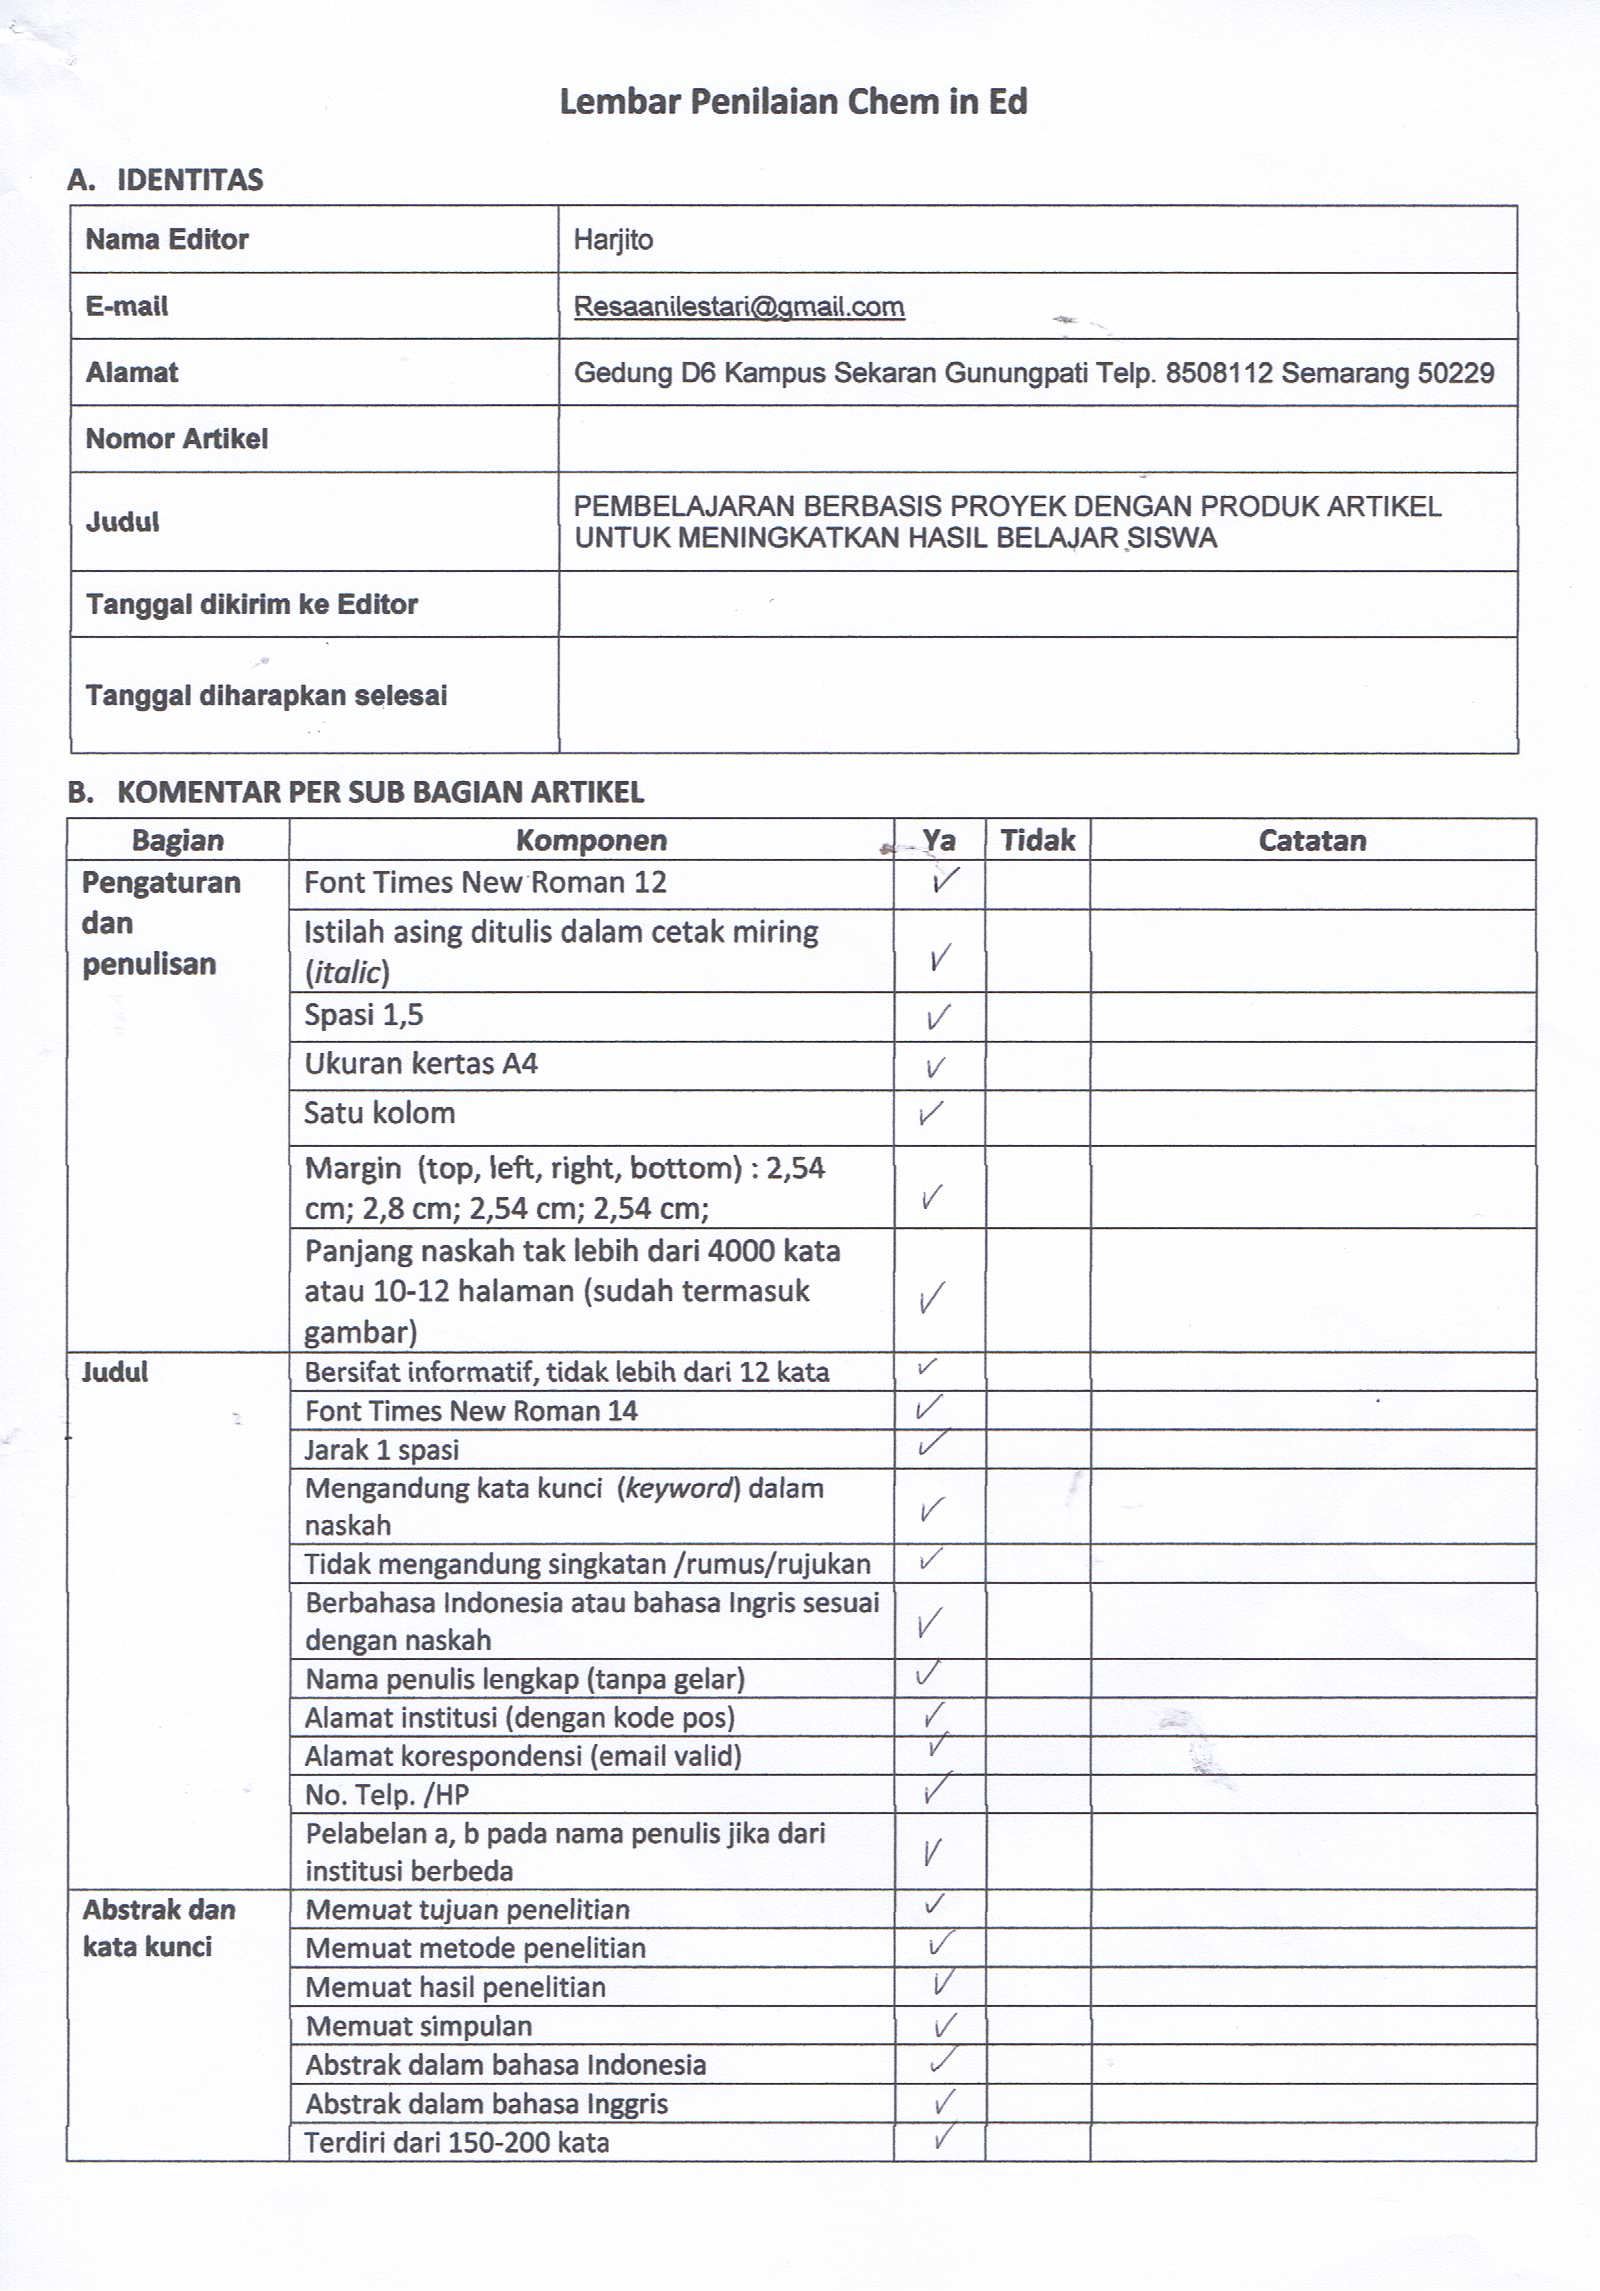 Lembar Penilaian Chem in Ed
A. IDENTITAS
Nama Editor Harjito
E-mail Resaanilestari@gmail.com
Alamat Gedung D6 Kampus Sekaran Gunungpati Telp. 8508112 Semarang 50229
Nomor Artikel
Judul PEMBELAJARAN BERBASIS PROYEK DENGAN PRODUK ARTIKEL
UNTUK MENINGKATKAN HASIL BELAJAR SISWA
Tanggal dikirim ke Editor
Tanggal diharapkan selesai
B. KOMENTAR PER SUB BAGIAN ARTIKEL
Bagian Komponen Ya Tidak Catatan
Pengaturan Font Times New Roman 12 ✓
dan Istilah asing ditulis dalam cetak miring
penulisan (italic) ✓
Spasi 1,5 ✓
Ukuran kertas A4 ✓
Satu kolom ✓
Margin (top, left, right, bottom) : 2,54
cm; 2,8 cm; 2,54 cm; 2,54 cm; ✓
Panjang naskah tak lebih dari 4000 kata
atau 10-12 halaman (sudah termasuk ✓
gambar)
Judul Bersifat informatif, tidak lebih dari 12 kata ✓
Font Times New Roman 14 ✓
Jarak 1 spasi ✓
Mengandung kata kunci (keyword) dalam ✓
naskah
Tidak mengandung singkatan /rumus/rujukan ✓
Berbahasa Indonesia atau bahasa Ingris sesuai ✓
dengan naskah
Nama penulis lengkap (tanpa gelar) ✓
Alamat institusi (dengan kode pos) ✓
Alamat korespondensi (email valid) ✓
No. Telp. /HP ✓
Pelabelan a, b pada nama penulis jika dari ✓
institusi berbeda
Abstrak dan Memuat tujuan penelitian ✓
kata kunci Memuat metode penelitian ✓
Memuat hasil penelitian ✓
Memuat simpulan ✓
Abstrak dalam bahasa Indonesia ✓
Abstrak dalam bahasa Inggris ✓
Terdiri dari 150-200 kata ✓